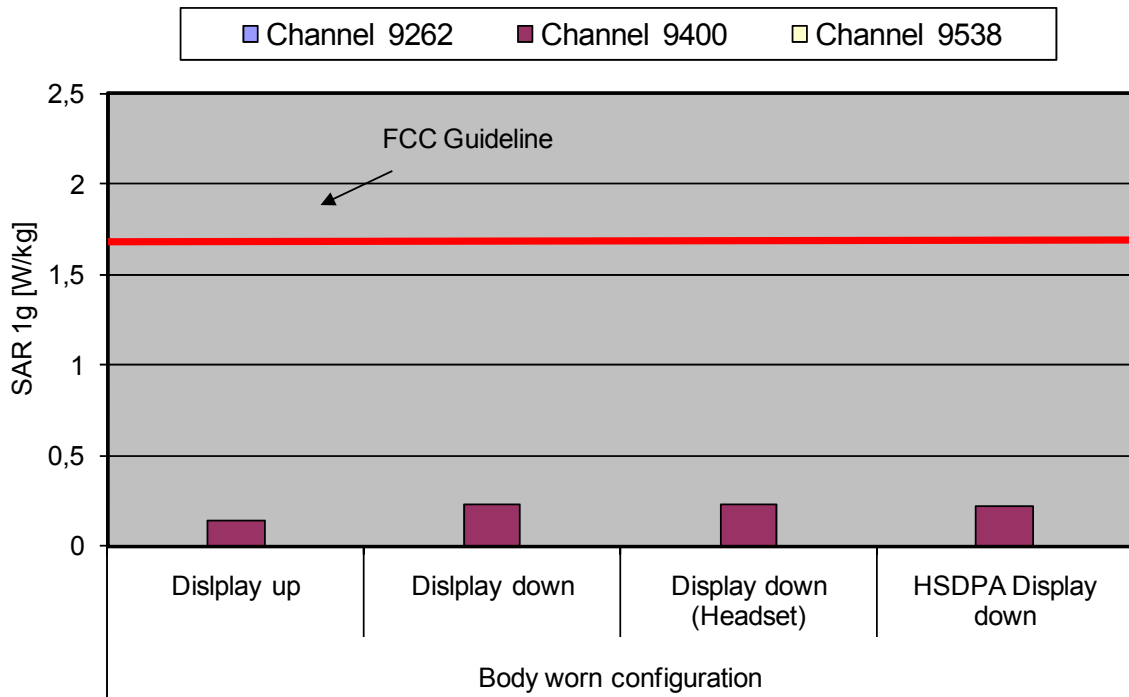 Channel 9262 Channel 9400 Channel 9538
2,5
FCC Guideline
2
1,5
SAR 1g [W/kg]
1
0,5
0
Dislplay up Dislplay down Display down (Headset) HSDPA Display down
Body worn configuration